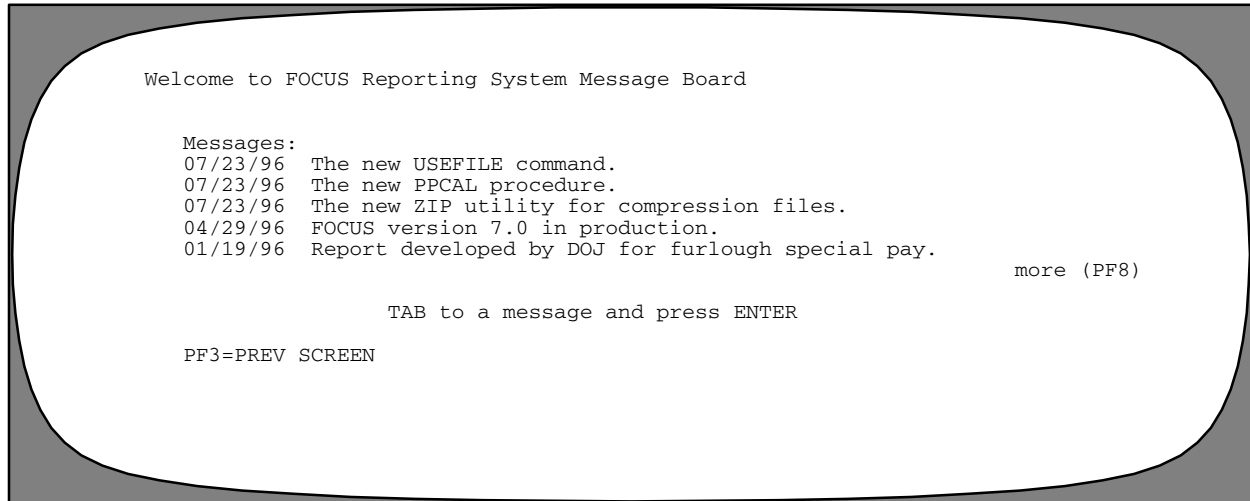 Welcome to FOCUS Reporting System Message Board
Messages:
07/23/96 The new USEFILE command.
07/23/96 The new PPCAL procedure.
07/23/96 The new ZIP utility for compression files.
04/29/96 FOCUS version 7.0 in production.
01/19/96 Report developed by DOJ for furlough special pay.
more (PF8)
TAB to a message and press ENTER
PF3=PREV SCREEN